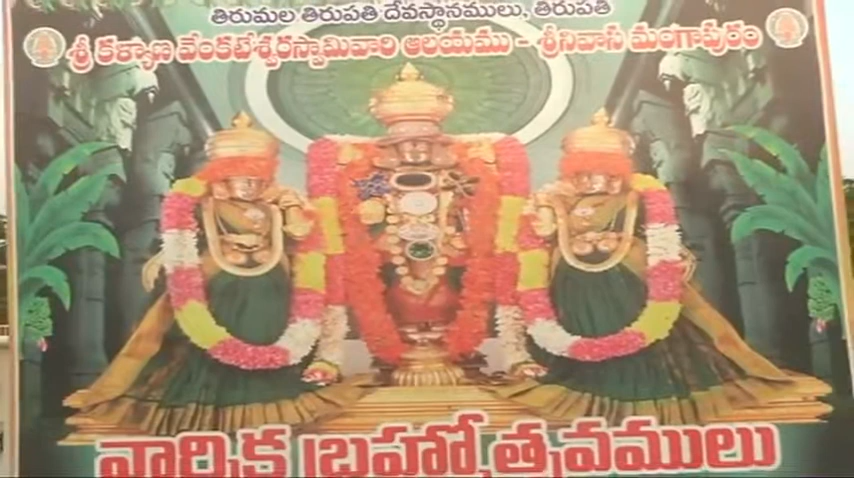 తిరుమల తిరుపతి దేవస్థానములు, తిరుపతి
శ్రీ కళ్యాణ వేంకటేశ్వరస్వామివారి ఆలయము - శ్రీనివాస మంగాపురం
వార్షిక బ్రహ్మోత్సవములు